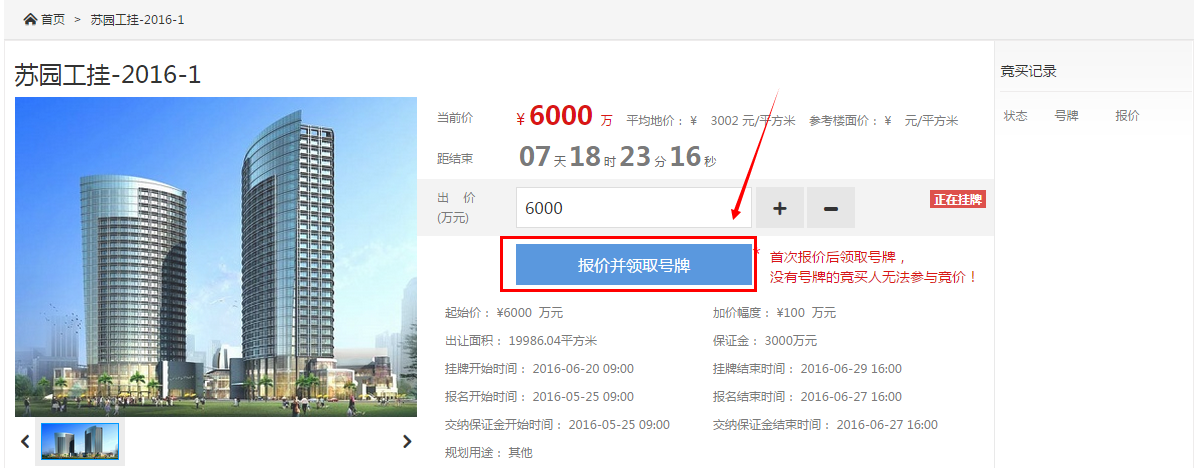 首页 > 苏园工挂-2016-1
苏园工挂-2016-1
当前价 ¥ 6000 万 平均地价： ¥ 3002 元/平方米 参考楼面价： ¥ 元/平方米
距结束 07 天 18 时 23 分 16 秒
出 价
(万元)
6000 + −
正在挂牌
报价并领取号牌
* 首次报价后领取号牌，
没有号牌的竞买人无法参与竞价！
起始价： ¥6000 万元 加价幅度： ¥100 万元
出让面积： 19986.04平方米 保证金： 3000万元
挂牌开始时间： 2016-06-20 09:00 挂牌结束时间： 2016-06-29 16:00
报名开始时间： 2016-05-25 09:00 报名结束时间： 2016-06-27 16:00
交纳保证金开始时间： 2016-05-25 09:00 交纳保证金结束时间： 2016-06-27 16:00
规划用途： 其他
竞买记录
状态 号牌 报价